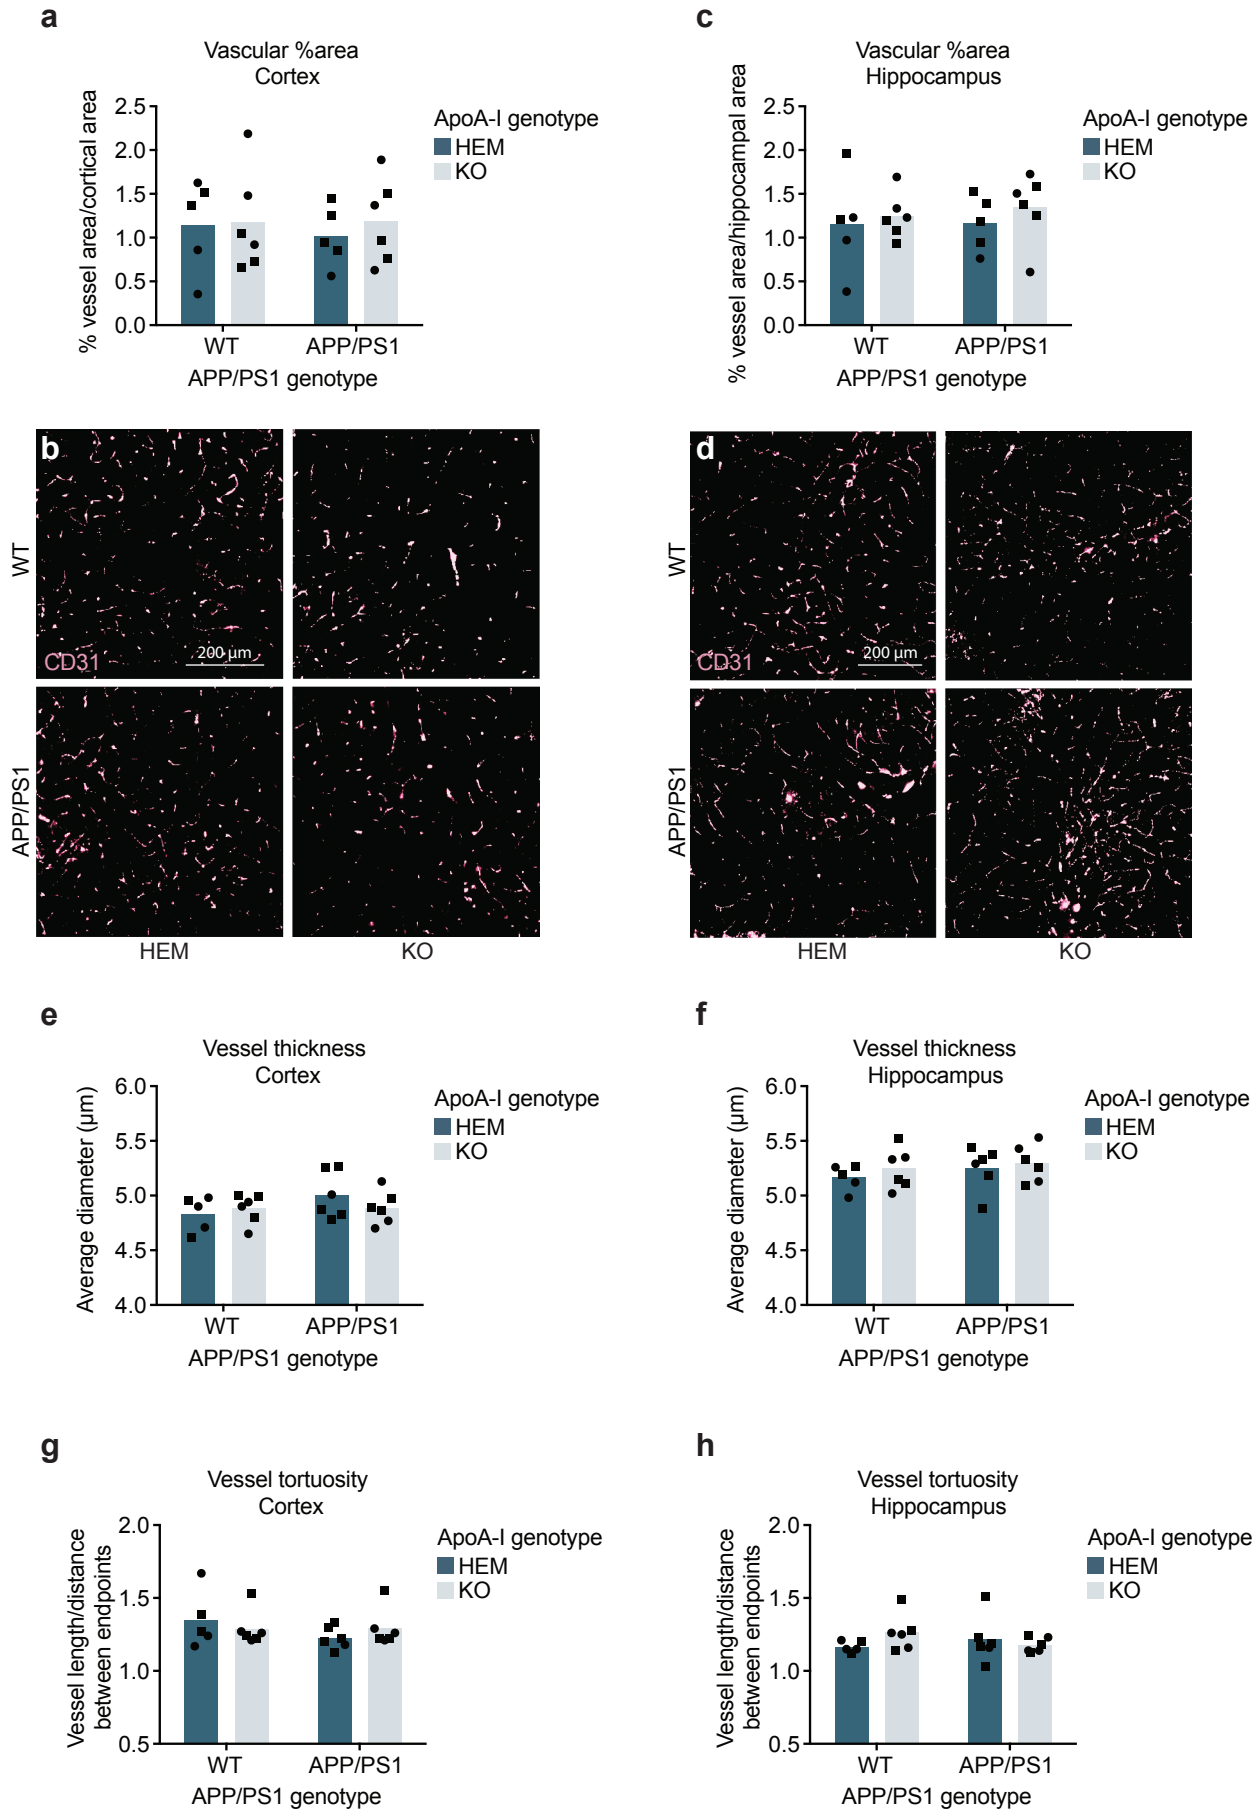 a
Vascular %area
Cortex
% vessel area/cortical area
2.5
2.0
1.5
1.0
0.5
0.0
WT
APP/PS1
APP/PS1 genotype
ApoA-I genotype
HEM
KO
c
Vascular %area
Hippocampus
% vessel area/hippocampal area
2.5
2.0
1.5
1.0
0.5
0.0
WT
APP/PS1
APP/PS1 genotype
ApoA-I genotype
HEM
KO
b
WT
CD31
200 µm
APP/PS1
HEM
KO
d
WT
CD31
200 µm
APP/PS1
HEM
KO
e
Vessel thickness
Cortex
Average diameter (µm)
6.0
5.5
5.0
4.5
4.0
WT
APP/PS1
APP/PS1 genotype
ApoA-I genotype
HEM
KO
f
Vessel thickness
Hippocampus
Average diameter (µm)
6.0
5.5
5.0
4.5
4.0
WT
APP/PS1
APP/PS1 genotype
ApoA-I genotype
HEM
KO
g
Vessel tortuosity
Cortex
Vessel length/distance
between endpoints
2.0
1.5
1.0
0.5
WT
APP/PS1
APP/PS1 genotype
ApoA-I genotype
HEM
KO
h
Vessel tortuosity
Hippocampus
Vessel length/distance
between endpoints
2.0
1.5
1.0
0.5
WT
APP/PS1
APP/PS1 genotype
ApoA-I genotype
HEM
KO